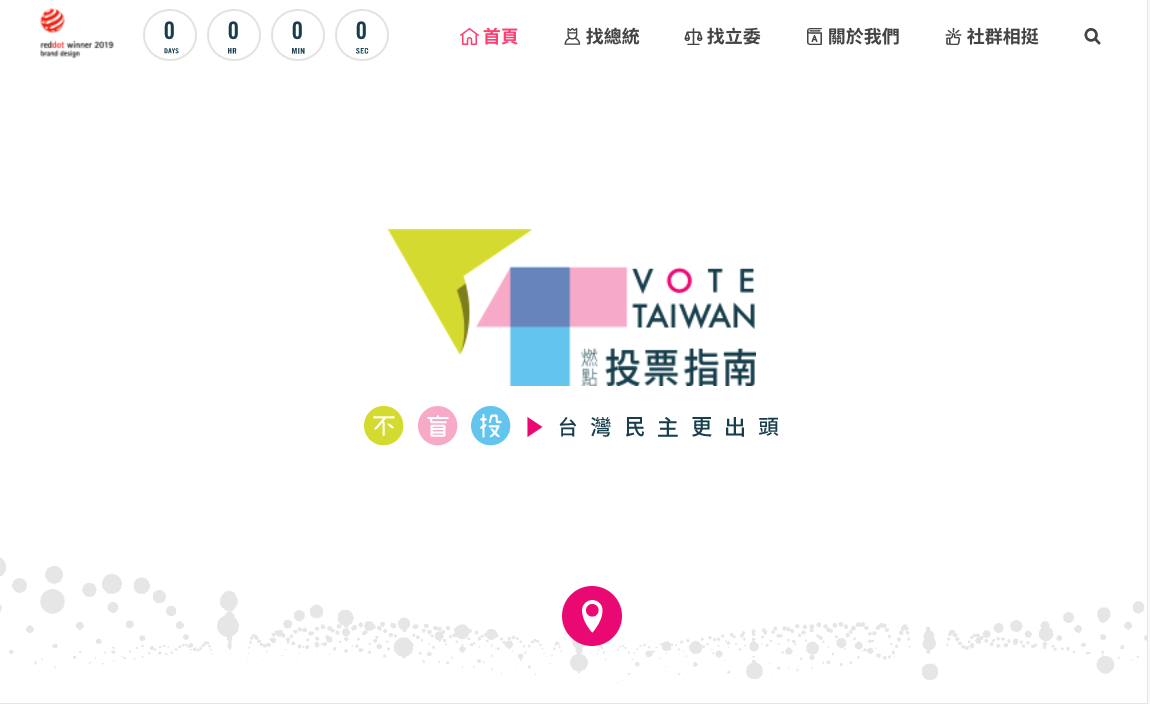 reddot winner 2019
brand design
0 DAYS
0 HR
0 MIN
0 SEC
首頁
找總統
找立委
關於我們
社群相挺
VOTE
TAIWAN
燃點
投票指南
不盲投
台灣民主更出頭